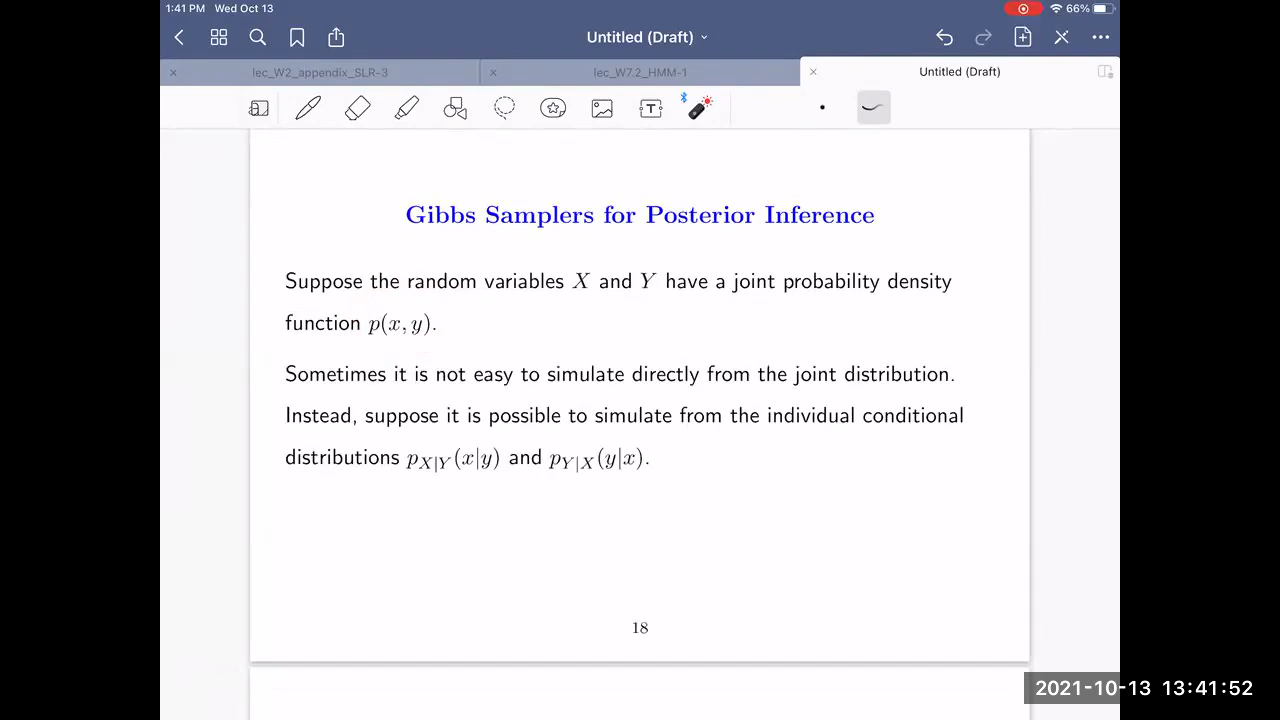 1:41 PM Wed Oct 13
66%
Untitled (Draft)
lec_W2_appendix_SLR-3
lec_W7.2_HMM-1
Untitled (Draft)
T
Gibbs Samplers for Posterior Inference
Suppose the random variables X and Y have a joint probability density
function p(x, y).
Sometimes it is not easy to simulate directly from the joint distribution.
Instead, suppose it is possible to simulate from the individual conditional
distributions p_{X|Y}(x|y) and p_{Y|X}(y|x).
18
2021-10-13 13:41:52